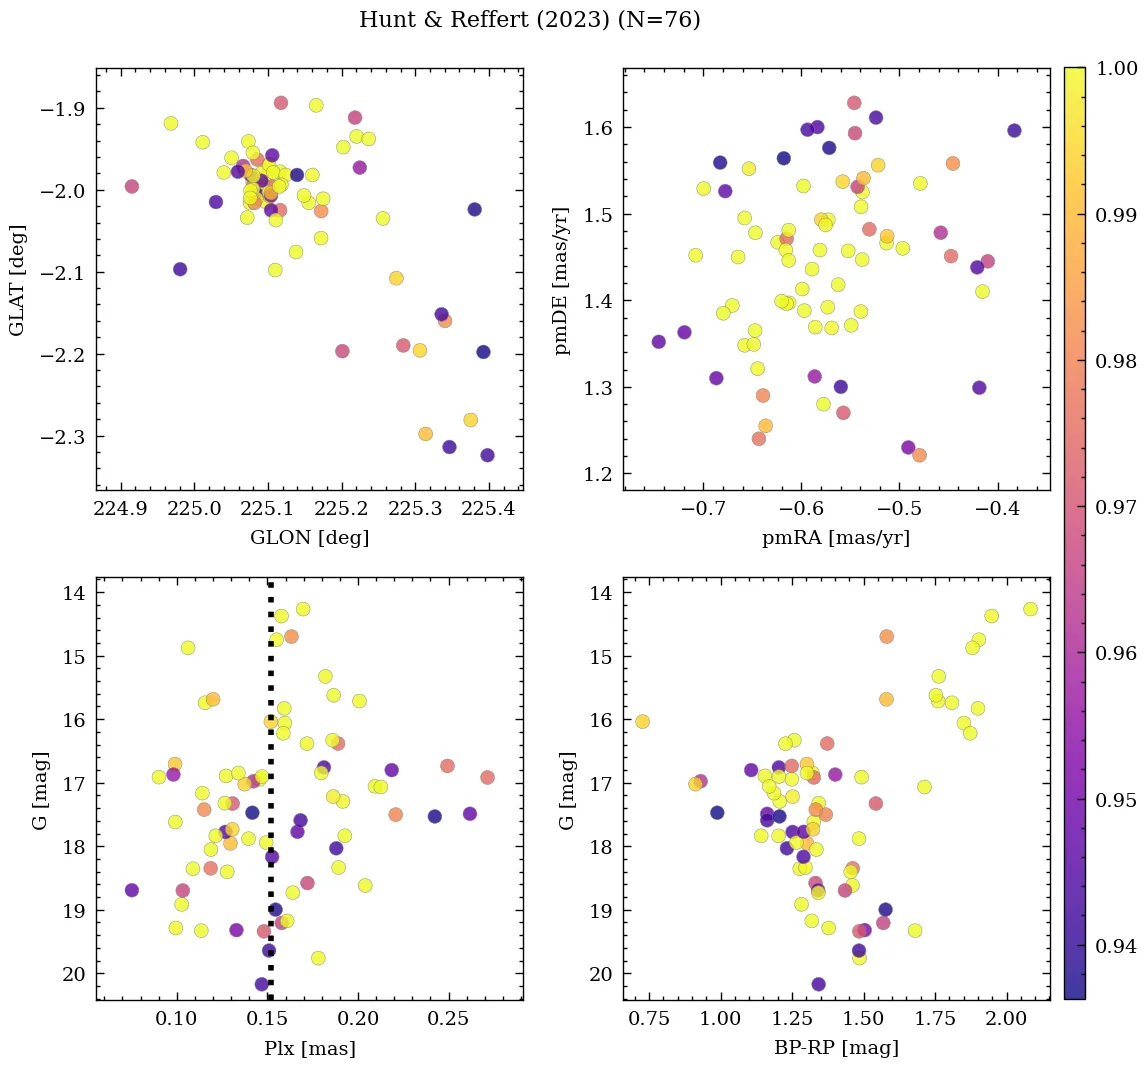 Hunt & Reffert (2023) (N=76)
−1.9
−2.0
−2.1
−2.2
−2.3
GLAT [deg]
224.9 225.0 225.1 225.2 225.3 225.4
GLON [deg]
1.6
1.5
1.4
1.3
1.2
pmDE [mas/yr]
−0.7 −0.6 −0.5 −0.4
pmRA [mas/yr]
1.00
0.99
0.98
0.97
0.96
0.95
0.94
14
15
16
17
18
19
20
G [mag]
0.10 0.15 0.20 0.25
Plx [mas]
14
15
16
17
18
19
20
G [mag]
0.75 1.00 1.25 1.50 1.75 2.00
BP-RP [mag]